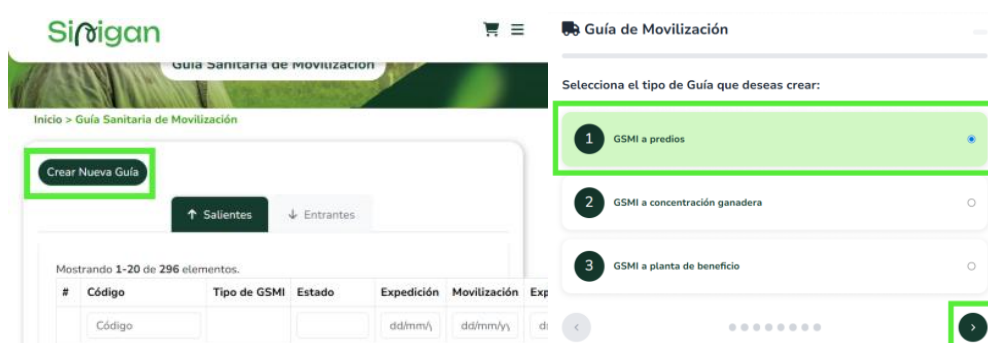 Sinigan
Guía Sanitaria de Movilización
Inicio > Guía Sanitaria de Movilización
Crear Nueva Guía
↑ Salientes
↓ Entrantes
Mostrando 1-20 de 296 elementos.
# Código Tipo de GSMI Estado Expedición Movilización Exp
Código dd/mm/ dd/mm/y d
Guía de Movilización
Selecciona el tipo de Guía que deseas crear:
1 GSMI a predios
2 GSMI a concentración ganadera
3 GSMI a planta de beneficio